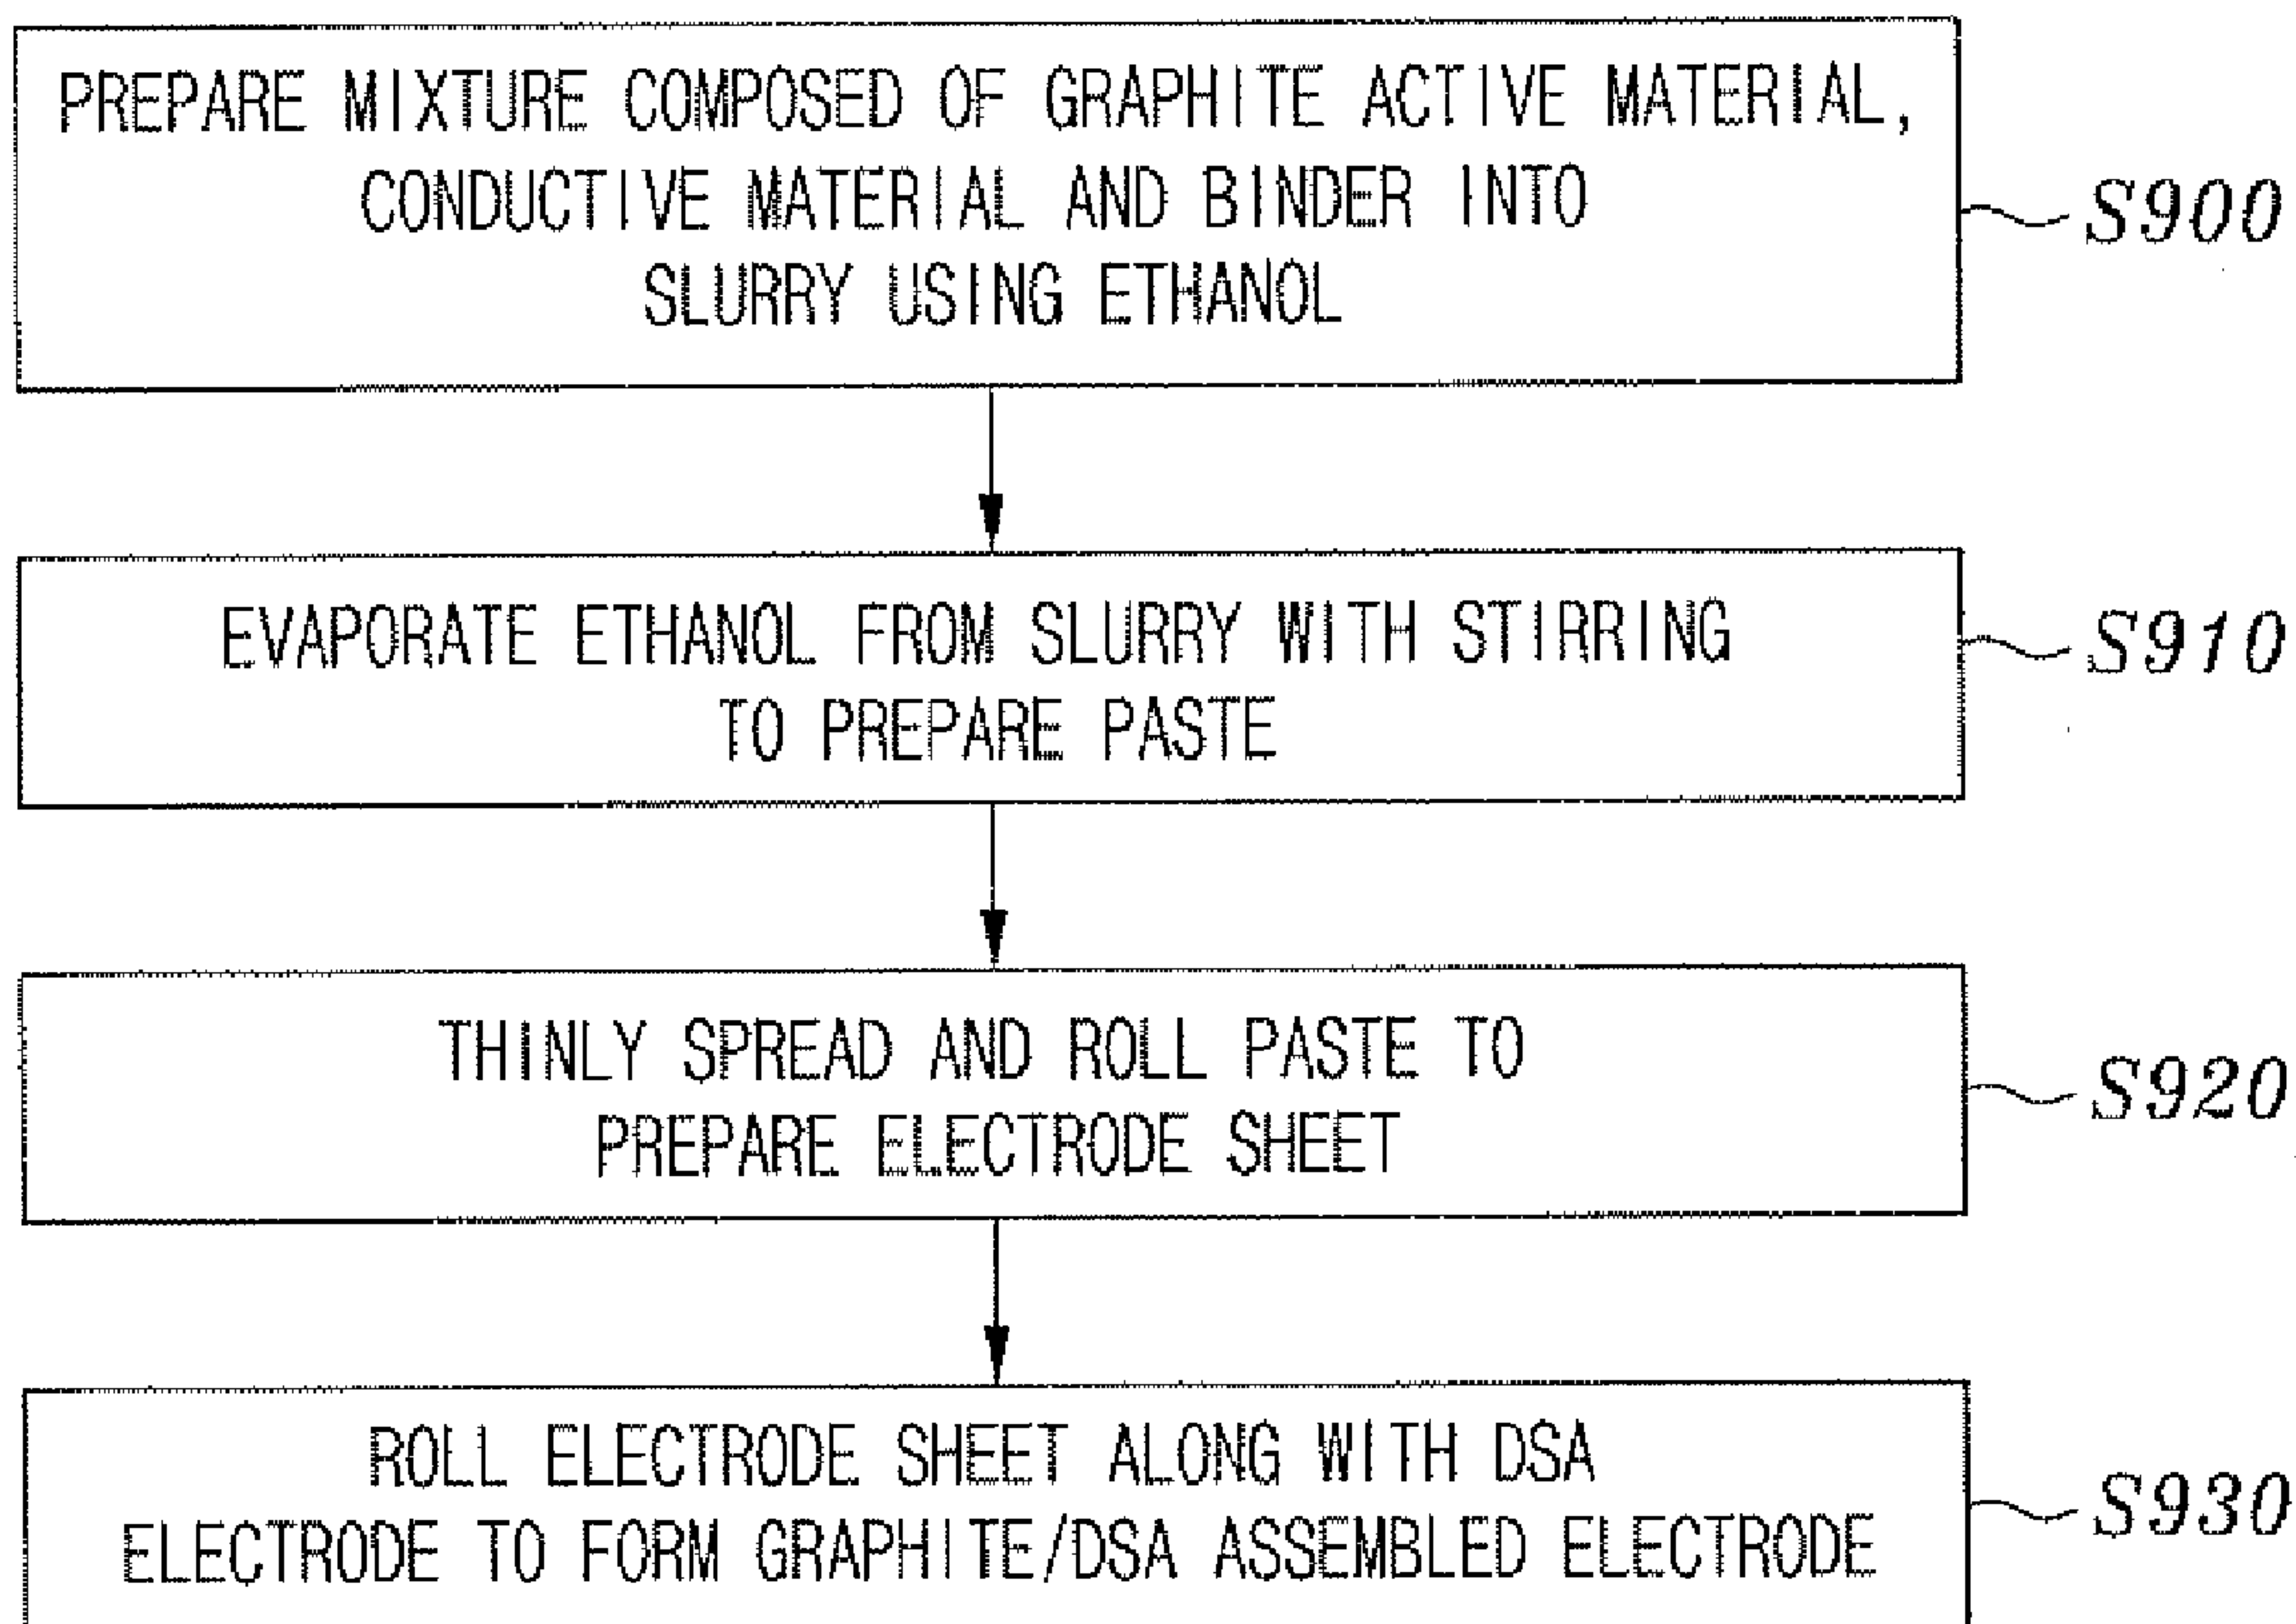 PREPARE MIXTURE COMPOSED OF GRAPHITE ACTIVE MATERIAL,
CONDUCTIVE MATERIAL AND BINDER INTO
SLURRY USING ETHANOL
S900
EVAPORATE ETHANOL FROM SLURRY WITH STIRRING
TO PREPARE PASTE
S910
THINLY SPREAD AND ROLL PASTE TO
PREPARE ELECTRODE SHEET
S920
ROLL ELECTRODE SHEET ALONG WITH DSA
ELECTRODE TO FORM GRAPHITE/DSA ASSEMBLED ELECTRODE
S930